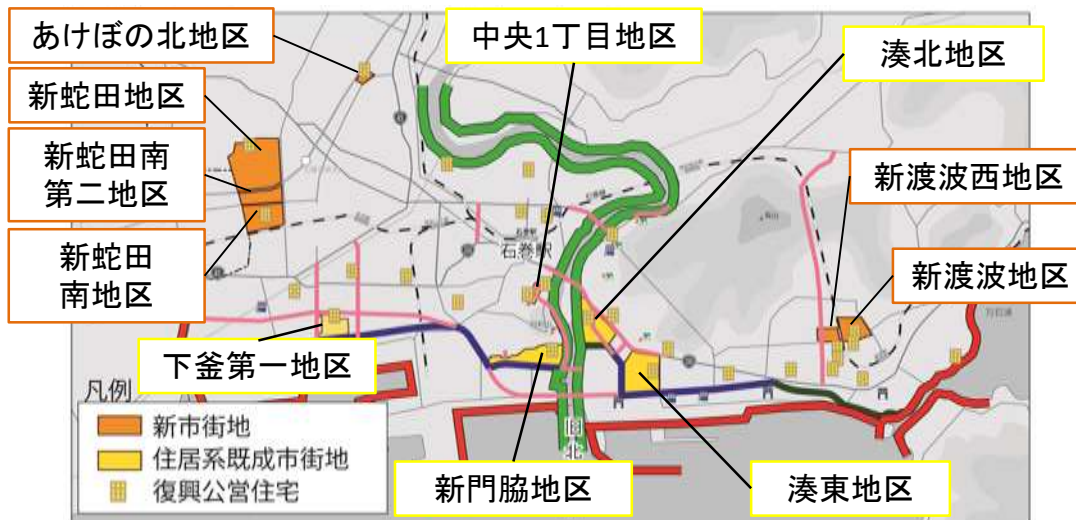 あけぼの北地区
中央1丁目地区
湊北地区
新蛇田地区
新蛇田南
第二地区
新渡波西地区
新蛇田
南地区
石巻駅
新渡波地区
下釜第一地区
凡例
新市街地
住居系既成市街地
復興公営住宅
旧
北
新門脇地区
湊東地区